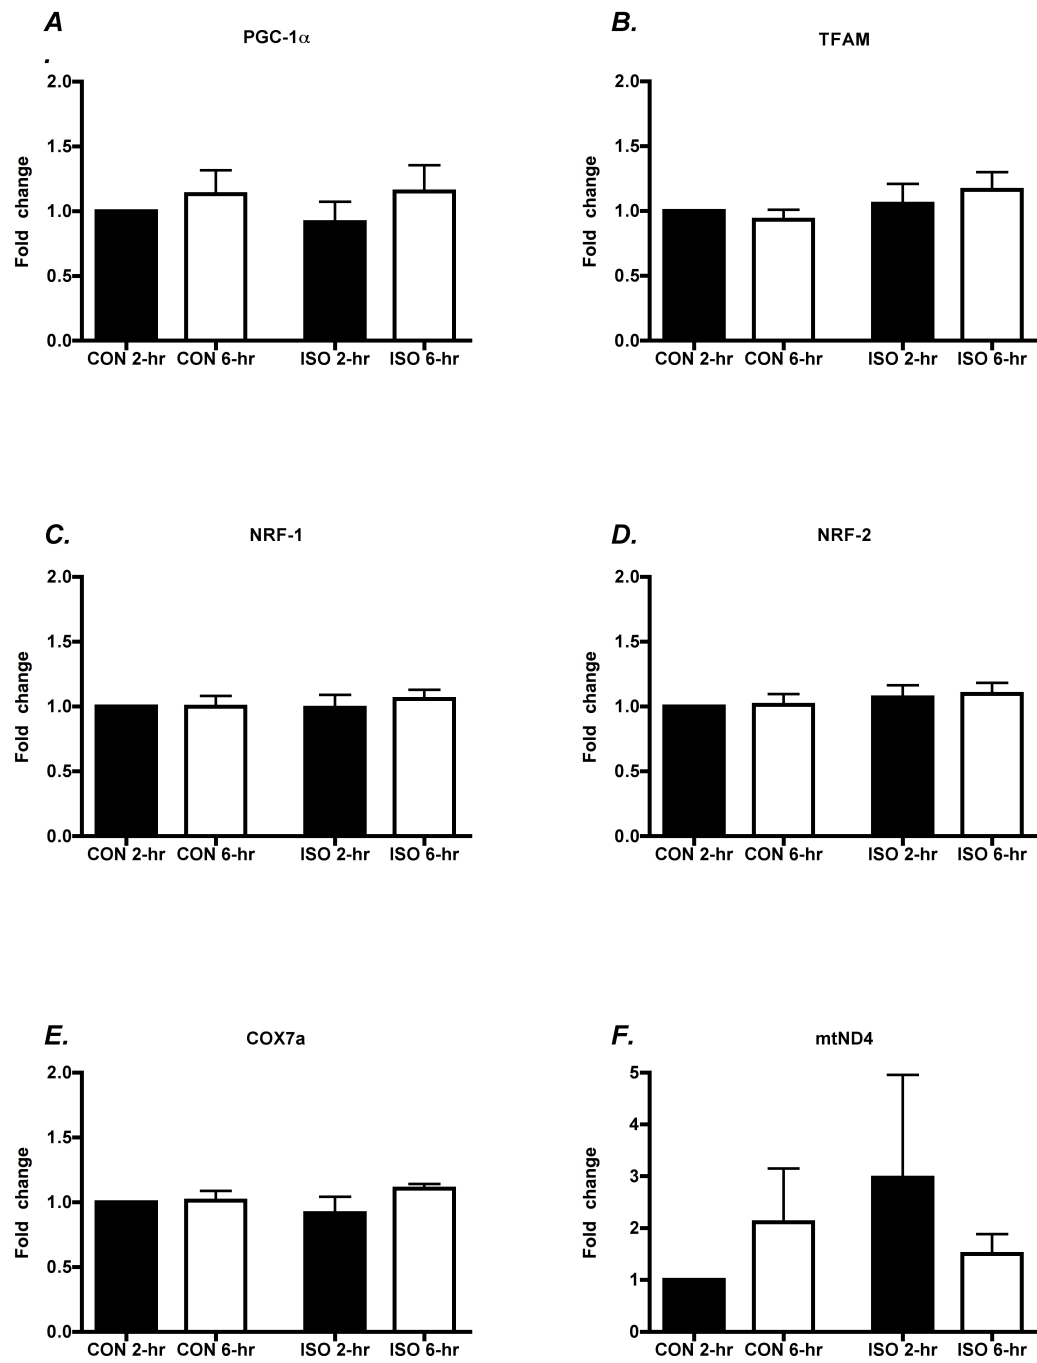 A
.
PGC-1α
2.0
1.5
1.0
0.5
0.0
Fold change
CON 2-hr CON 6-hr ISO 2-hr ISO 6-hr
B.
TFAM
2.0
1.5
1.0
0.5
0.0
Fold change
CON 2-hr CON 6-hr ISO 2-hr ISO 6-hr
C.
NRF-1
2.0
1.5
1.0
0.5
0.0
Fold change
CON 2-hr CON 6-hr ISO 2-hr ISO 6-hr
D.
NRF-2
2.0
1.5
1.0
0.5
0.0
Fold change
CON 2-hr CON 6-hr ISO 2-hr ISO 6-hr
E.
COX7a
2.0
1.5
1.0
0.5
0.0
Fold change
CON 2-hr CON 6-hr ISO 2-hr ISO 6-hr
F.
mtND4
5
4
3
2
1
0
Fold change
CON 2-hr CON 6-hr ISO 2-hr ISO 6-hr